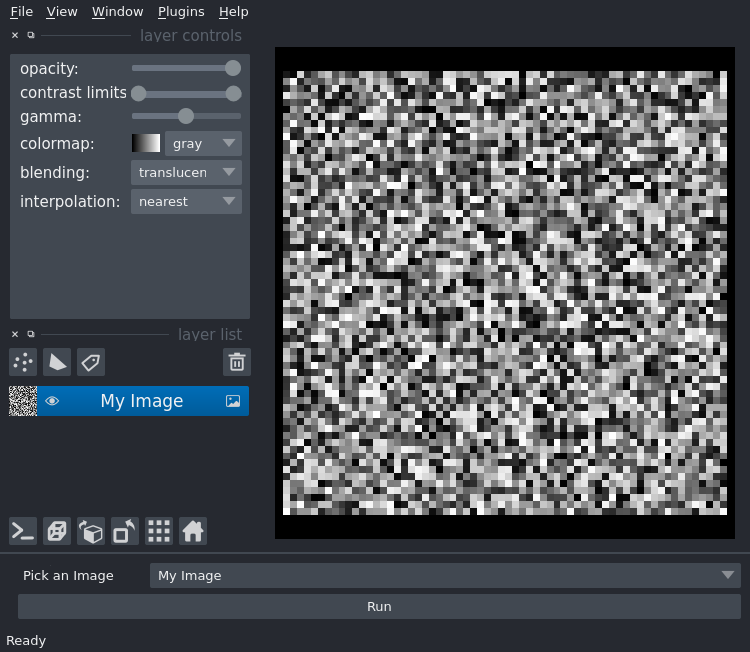 File View Window Plugins Help
layer controls
opacity:
contrast limits
gamma:
colormap: gray
blending: translucen
interpolation: nearest
layer list
My Image
Pick an Image My Image
Run
Ready